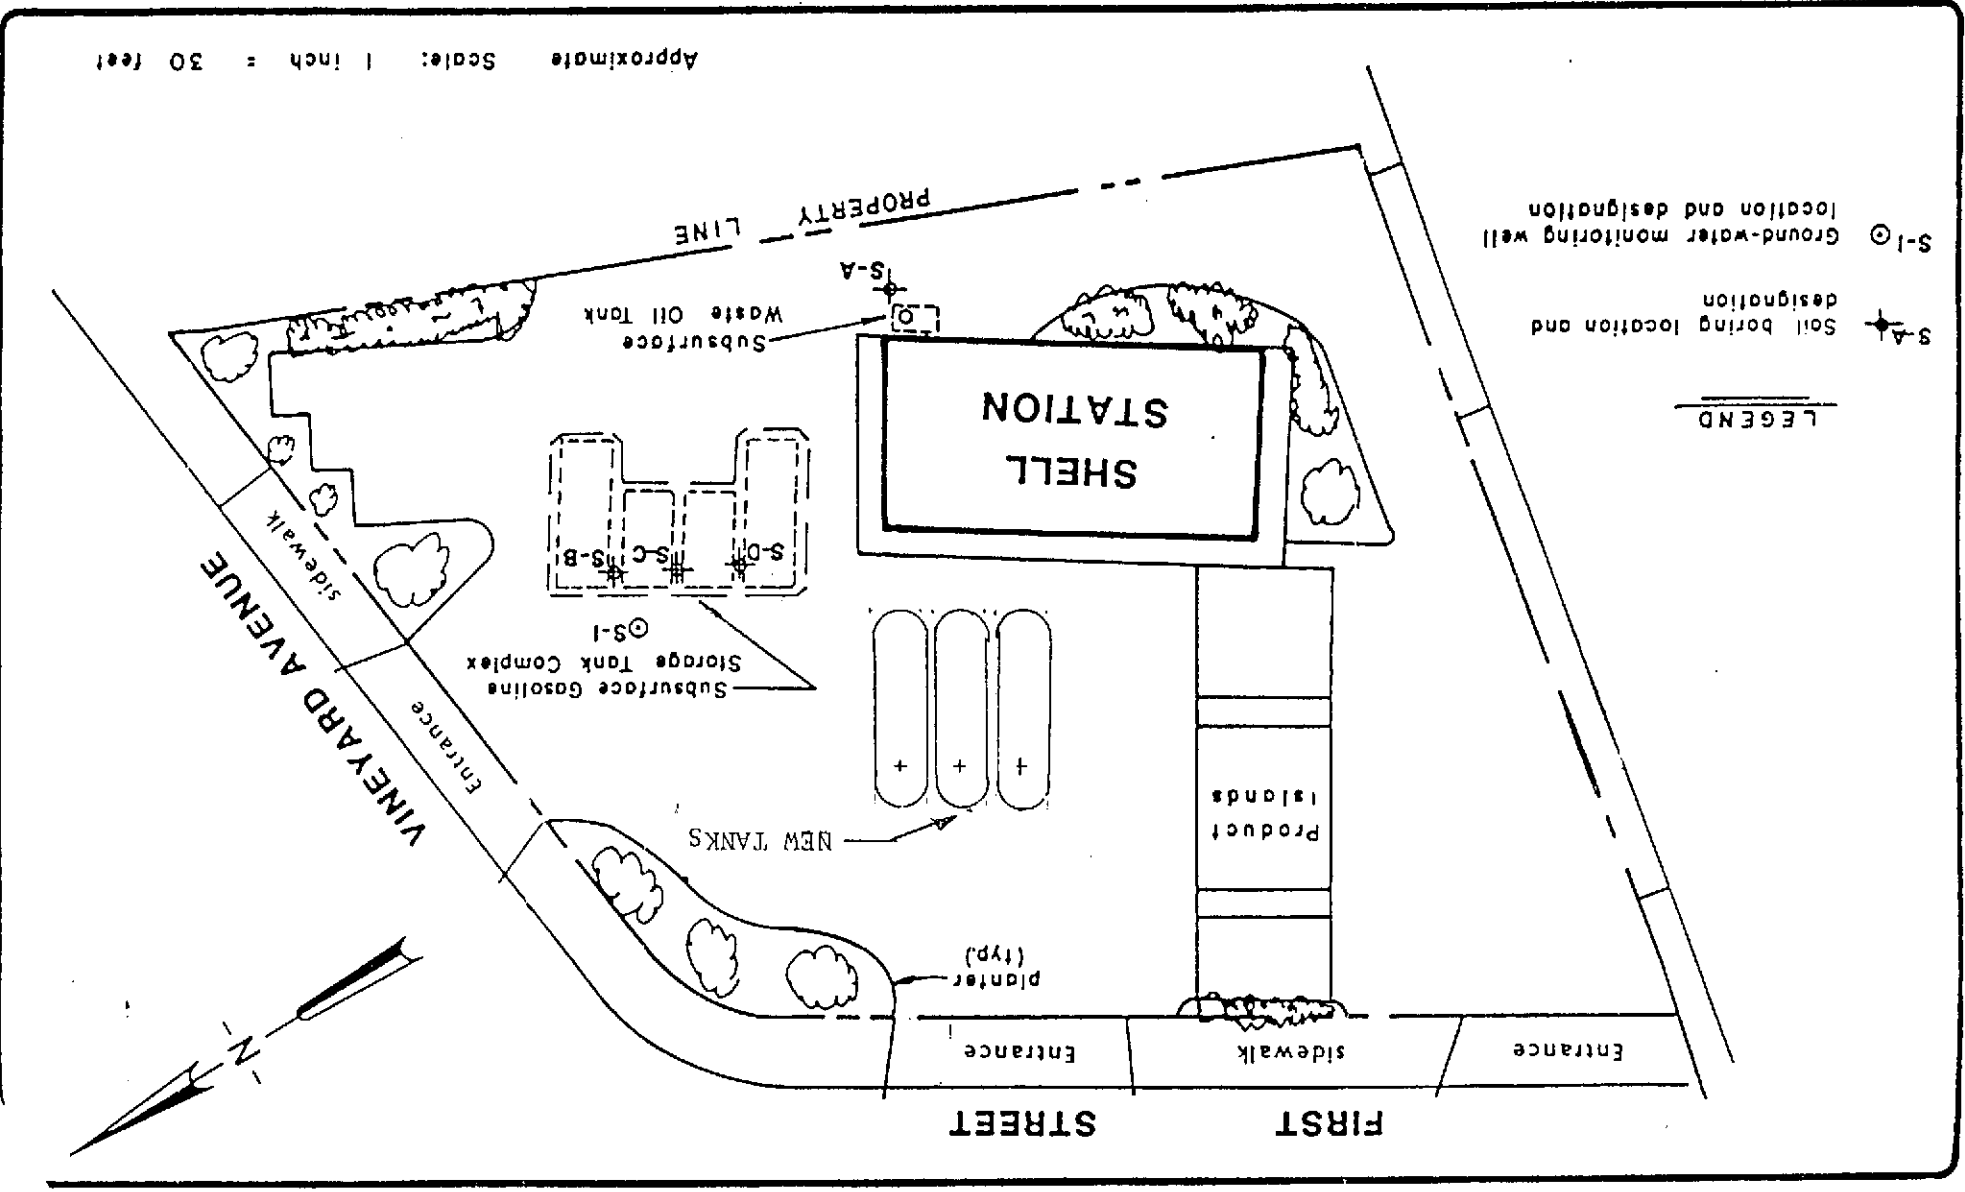 FIRST STREET
Entrance
sidewalk
Entrance
planter
(typ.)
-N-
Product
Islands
NEW TANKS
VINEYARD AVENUE
Entrance
sidewalk
Subsurface Gasoline
Storage Tank Complex
S-1
S-D
S-C
S-B
SHELL
STATION
Subsurface
Waste Oil Tank
S-A
PROPERTY LINE
LEGEND
S-A Soil boring location and
designation
S-1 Ground-water monitoring well
location and designation
Approximate Scale: 1 inch = 30 feet